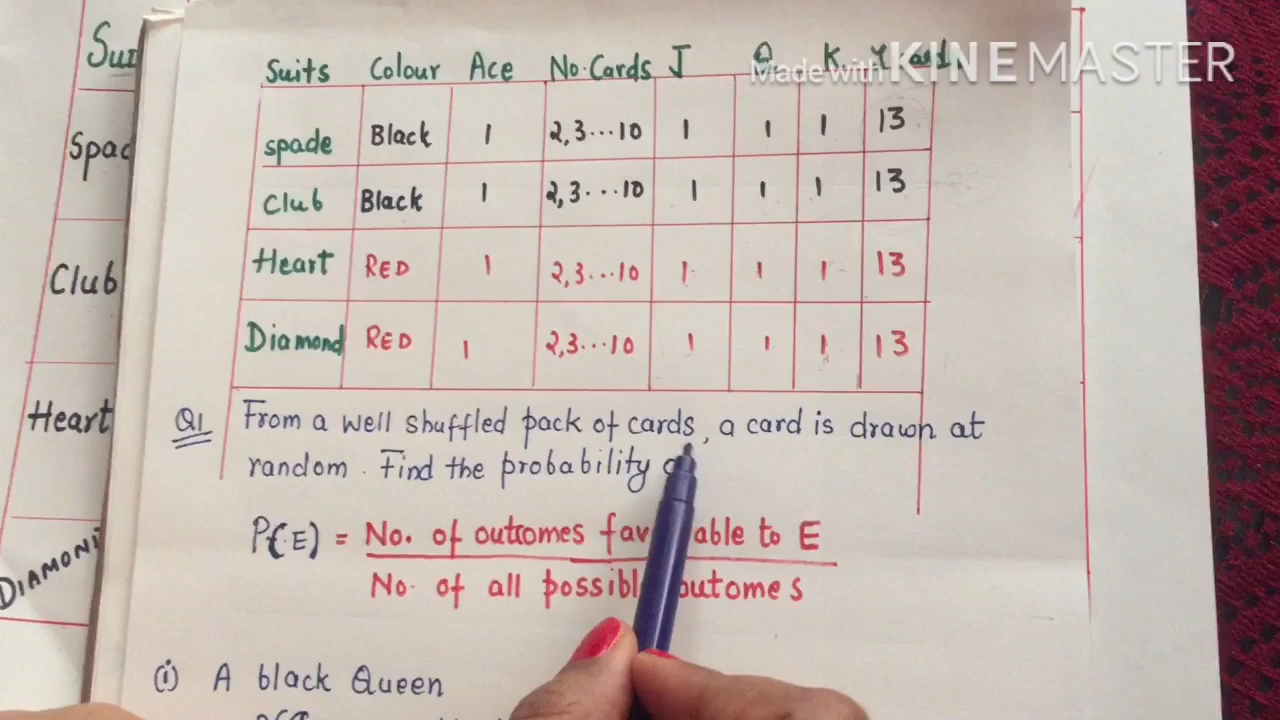 Made with KINEMASTER
Suits Colour Ace No. Cards J Q K
Spade Black 1 2,3...10 1 1 1 13
Club Black 1 2,3...10 1 1 1 13
Heart RED 1 2,3...10 1 1 1 13
Diamond RED 1 2,3...10 1 1 1 13
Q1 From a well shuffled pack of cards, a card is drawn at
random. Find the probability
P(E) = No. of outcomes fav able to E
No. of all possible outomes
(i) A black Queen
Club
Heart
DIAMOND